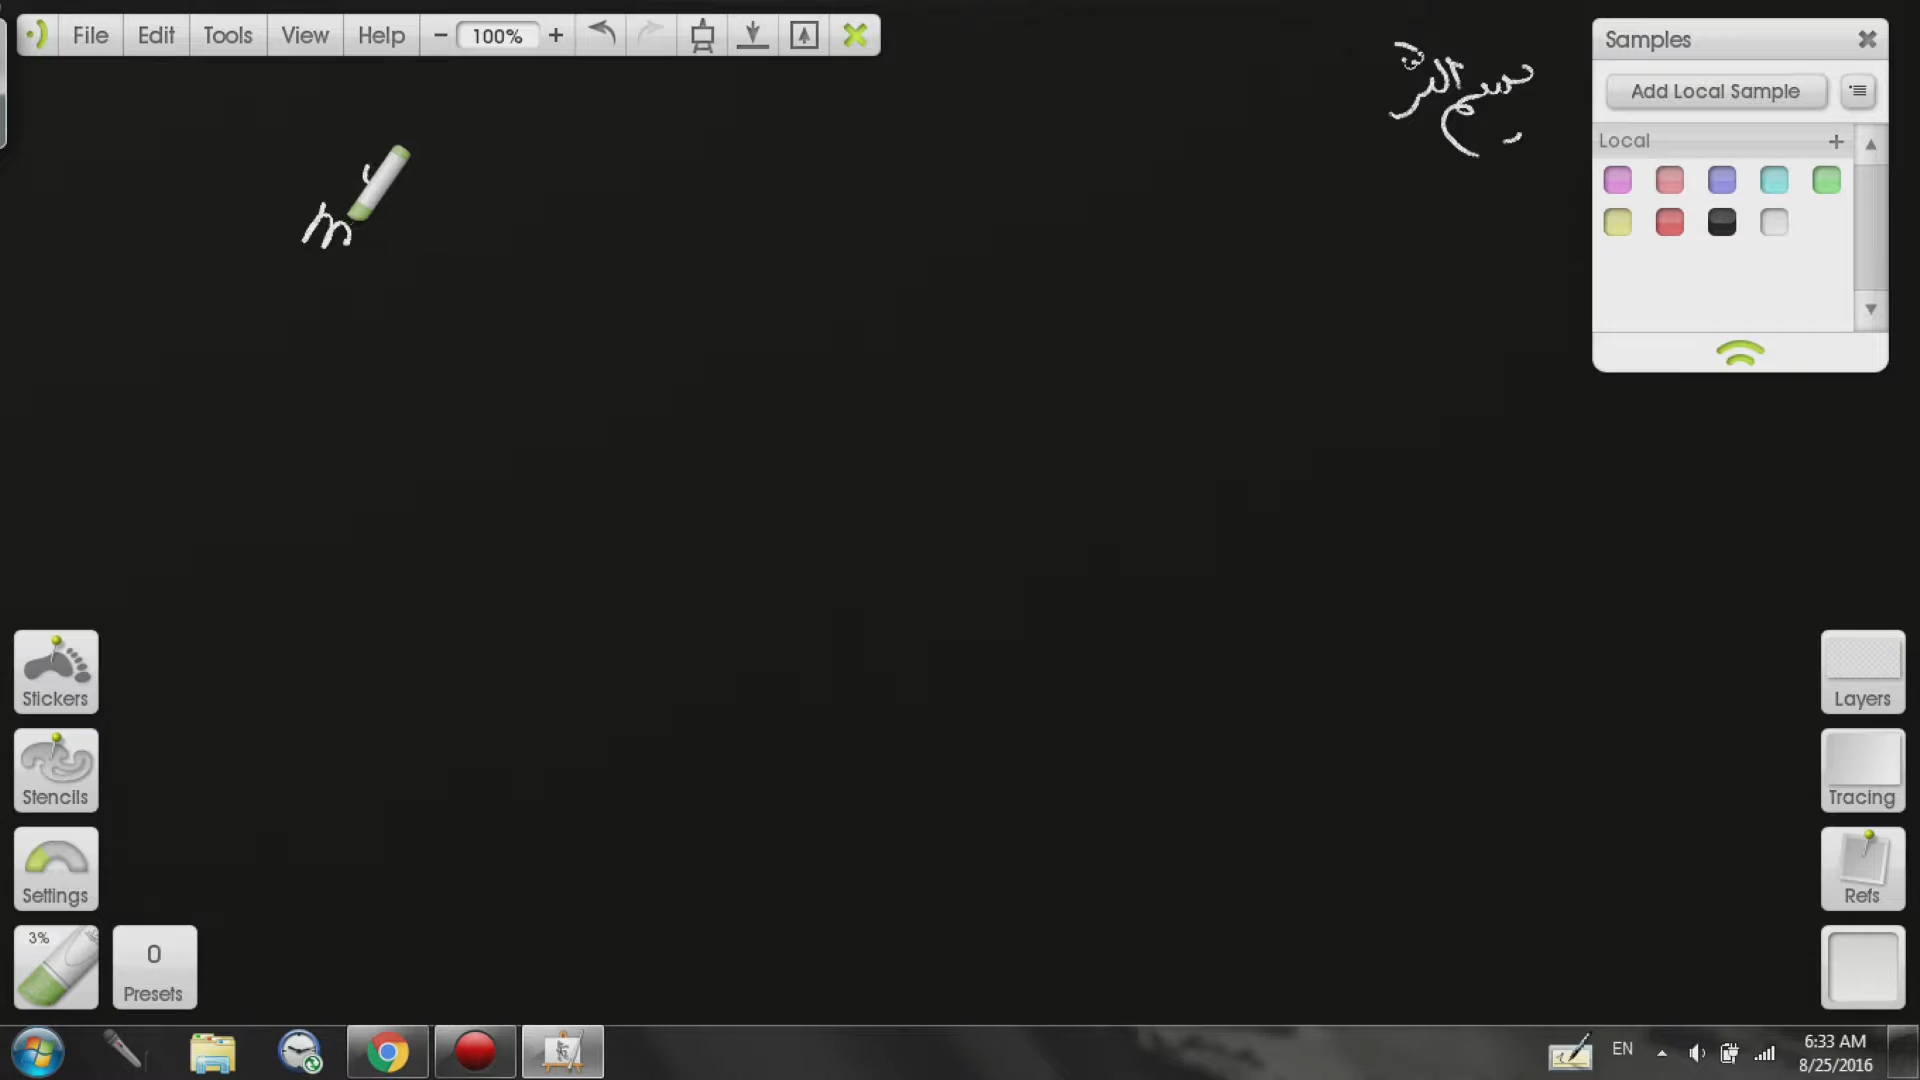 File Edit Tools View Help − 100% +
بسم الله
m
Samples
Add Local Sample
Local +
Stickers
Stencils
Settings
3%
0
Presets
Layers
Tracing
Refs
EN
6:33 AM
8/25/2016